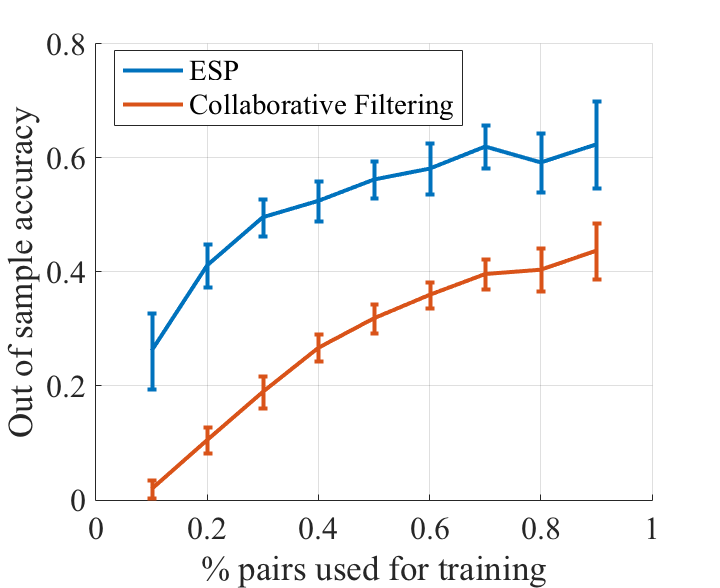 0.8
ESP
Collaborative Filtering
0.6
0.4
0.2
0
Out of sample accuracy
0 0.2 0.4 0.6 0.8 1
% pairs used for training